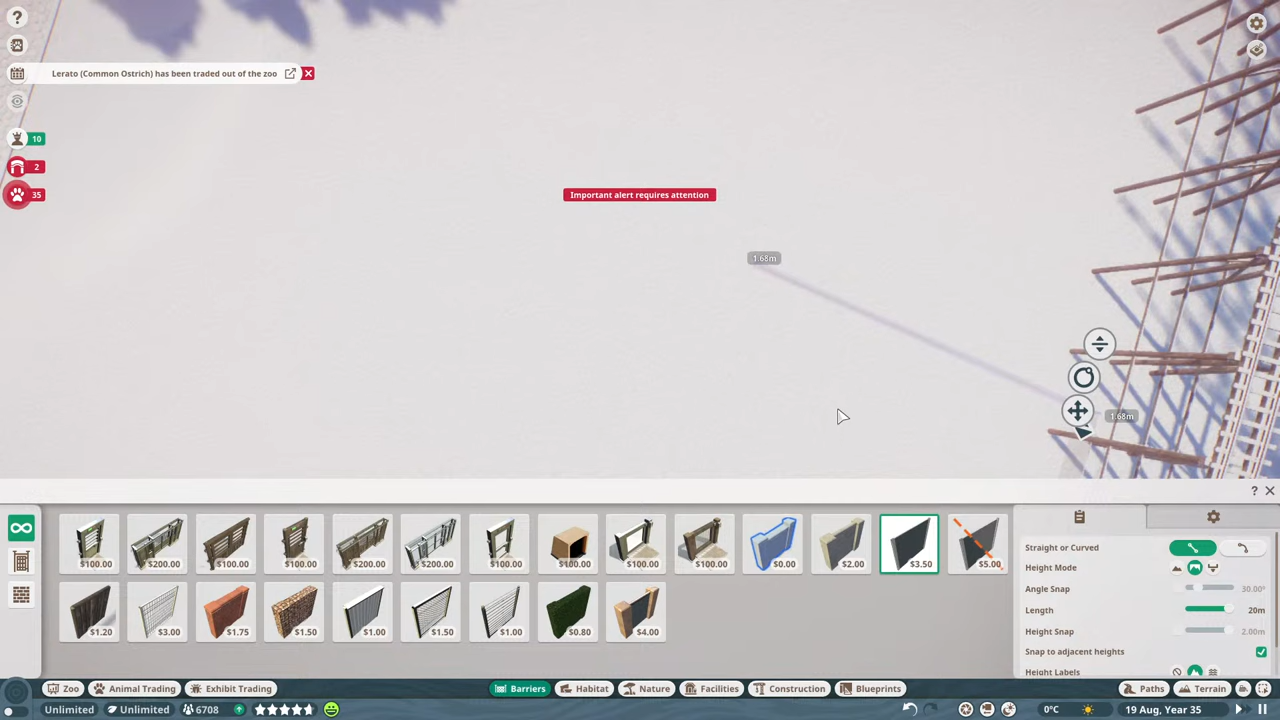 ?
Lerato (Common Ostrich) has been traded out of the zoo
10
2
35
Important alert requires attention
1.68m
1.68m
?
$100.00
$200.00
$100.00
$100.00
$200.00
$200.00
$100.00
$100.00
$100.00
$100.00
$0.00
$2.00
$3.50
$5.00
$1.20
$3.00
$1.75
$1.50
$1.00
$1.50
$1.00
$0.80
$4.00
Straight or Curved
Height Mode
Angle Snap 30.00°
Length 20m
Height Snap 2.00m
Snap to adjacent heights
Height Labels
Zoo Animal Trading Exhibit Trading Barriers Habitat Nature Facilities Construction Blueprints Paths Terrain
Unlimited Unlimited 6708 0°C 19 Aug, Year 35